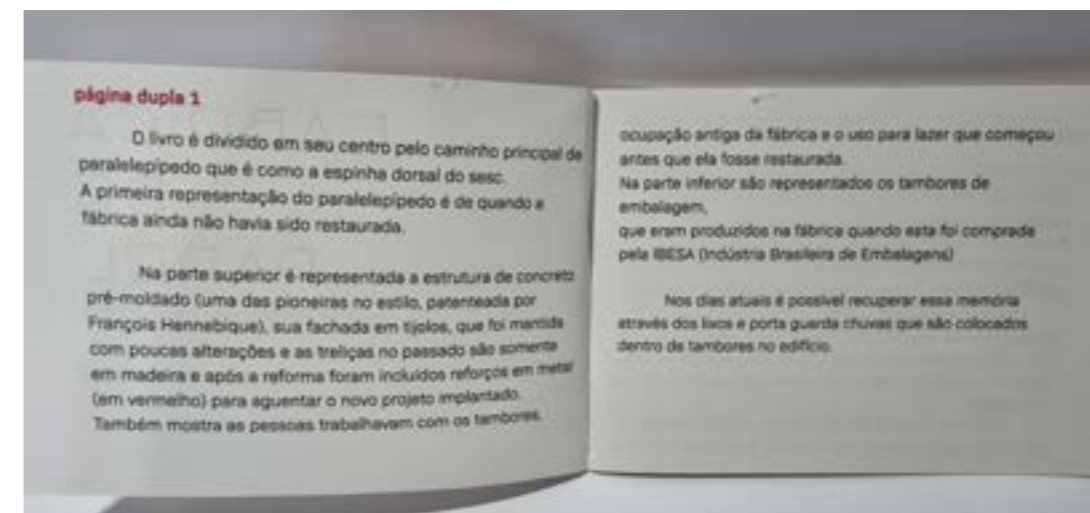 página dupla 1
O livro é dividido em seu centro pelo caminho principal de
paralelepípedo que é como a espinha dorsal do sesc.
A primeira representação do paralelepípedo é de quando a
fábrica ainda não havia sido restaurada.
Na parte superior é representada a estrutura de concreto
pré-moldado (uma das pioneiras no estilo, patenteada por
François Hennebique), sua fachada em tijolos, que foi mantida
com poucas alterações e as treliças no passado são somente
em madeira e após a reforma foram incluídos reforços em metal
(em vermelho) para aguentar o novo projeto implantado.
Também mostra as pessoas trabalhavam com os tambores.
ocupação antiga da fábrica e o uso para lazer que começou
antes que ela fosse restaurada.
Na parte inferior são representados os tambores de
embalagem,
que eram produzidos na fábrica quando esta foi comprada
pela IBESA (Indústria Brasileira de Embalagens)
Nos dias atuais é possível recuperar essa memória
através dos lixos e porta guarda chuvas que são colocados
dentro de tambores no edifício.